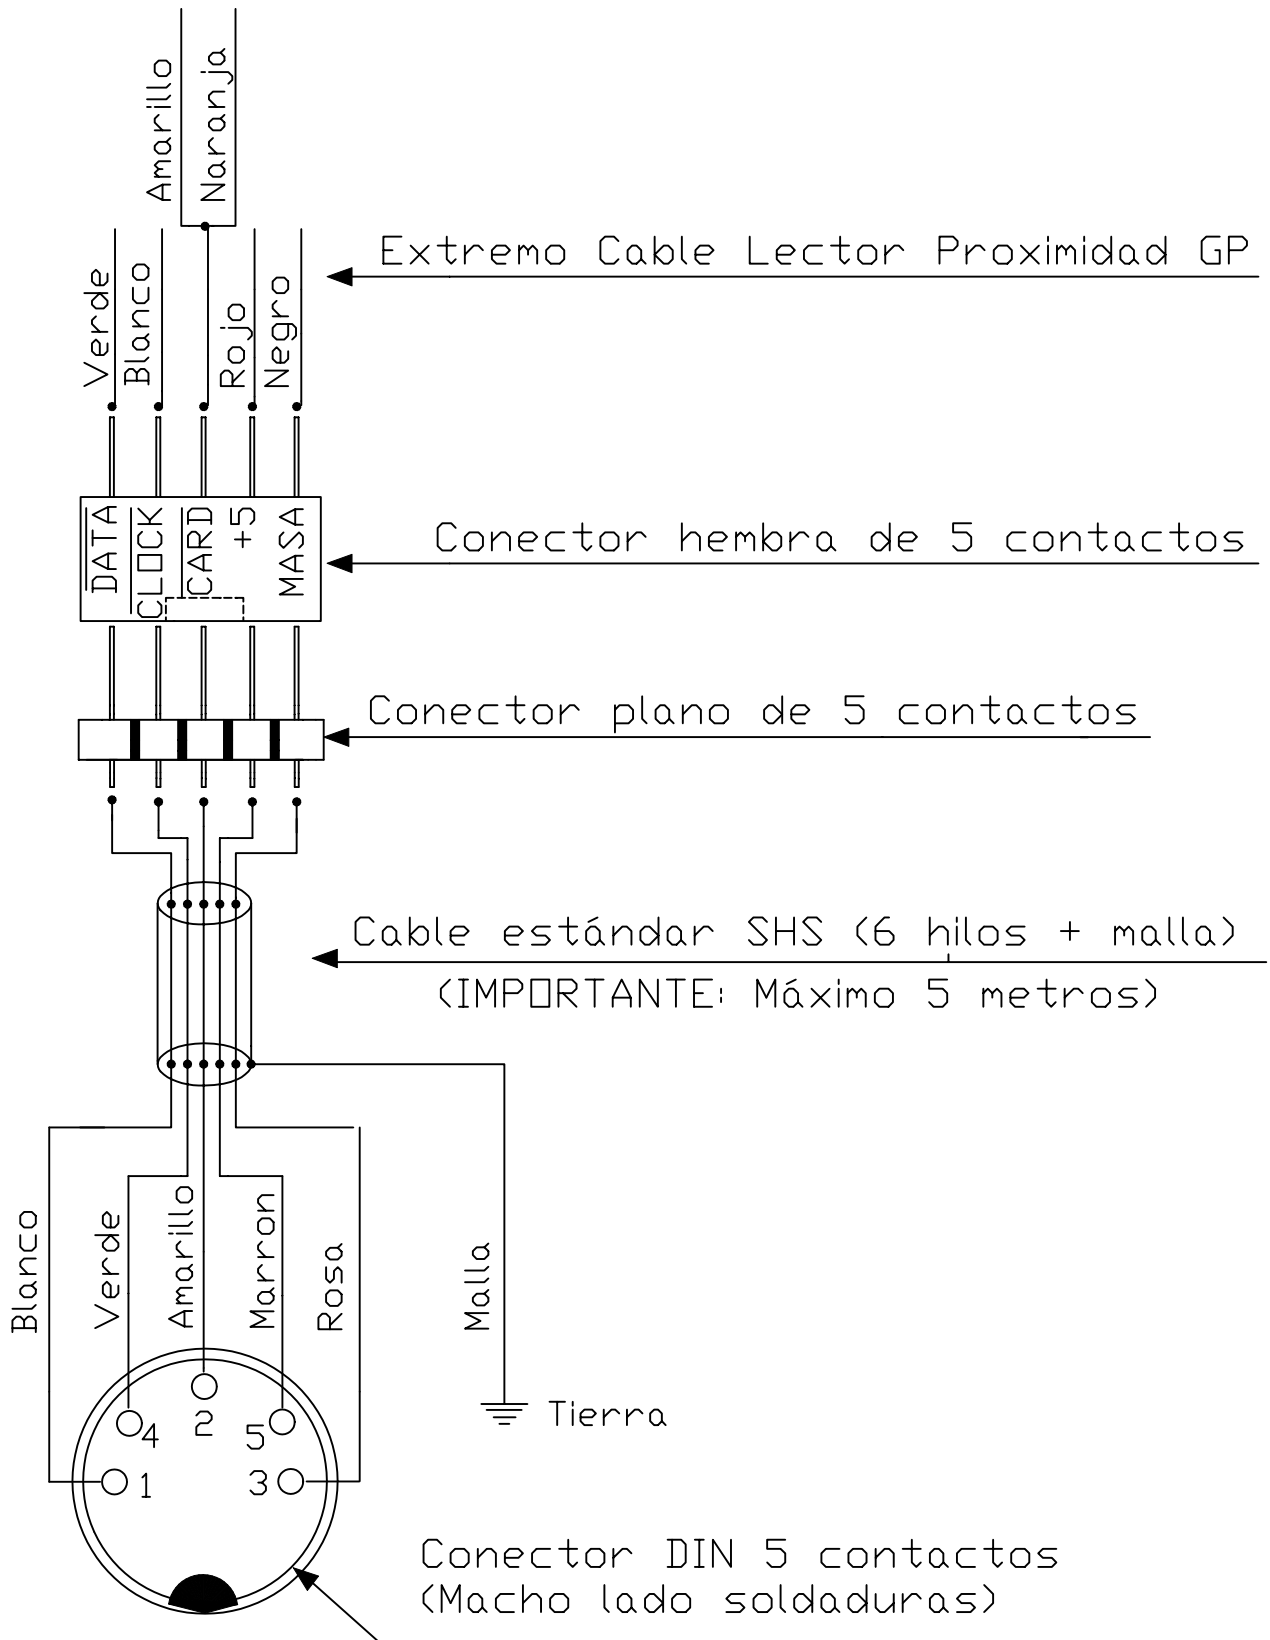 Amarillo
Naranja
Extremo Cable Lector Proximidad GP
Verde
Blanco
Rojo
Negro
DATA
CLOCK
CARD
+5
MASA
Conector hembra de 5 contactos
Conector plano de 5 contactos
Cable estándar SHS (6 hilos + malla)
(IMPORTANTE: Máximo 5 metros)
Blanco
Verde
Amarillo
Marron
Rosa
Malla
Tierra
4
2
5
1
3
Conector DIN 5 contactos
(Macho lado soldaduras)